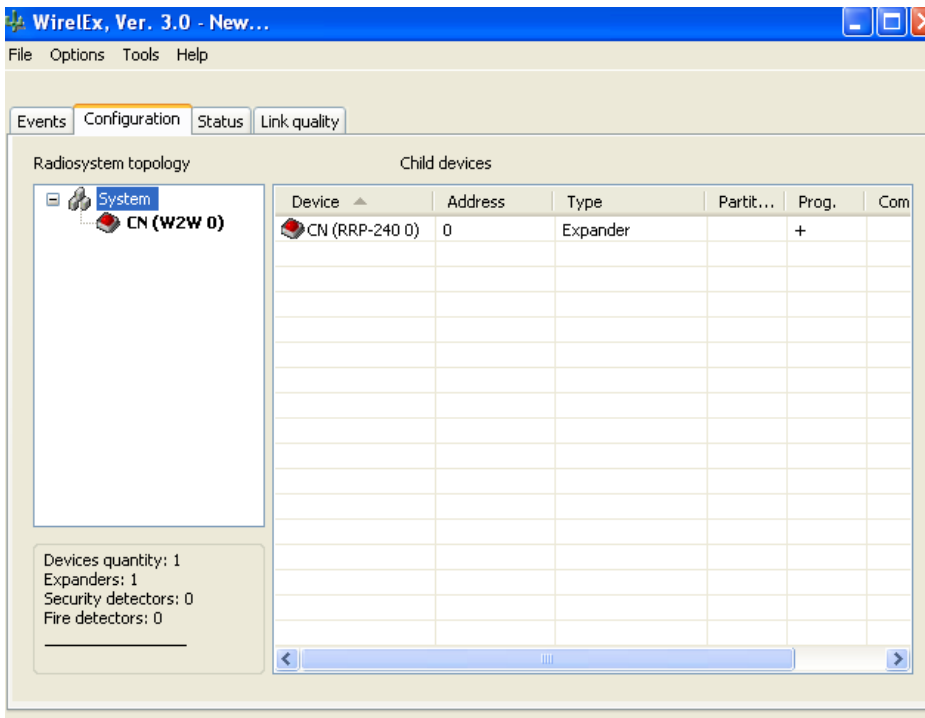 WirelEx, Ver. 3.0 - New...
File Options Tools Help
Events Configuration Status Link quality
Radiosystem topology Child devices
System
CN (W2W 0)
Device Address Type Partit... Prog. Com
CN (RRP-240 0) 0 Expander +
Devices quantity: 1
Expanders: 1
Security detectors: 0
Fire detectors: 0